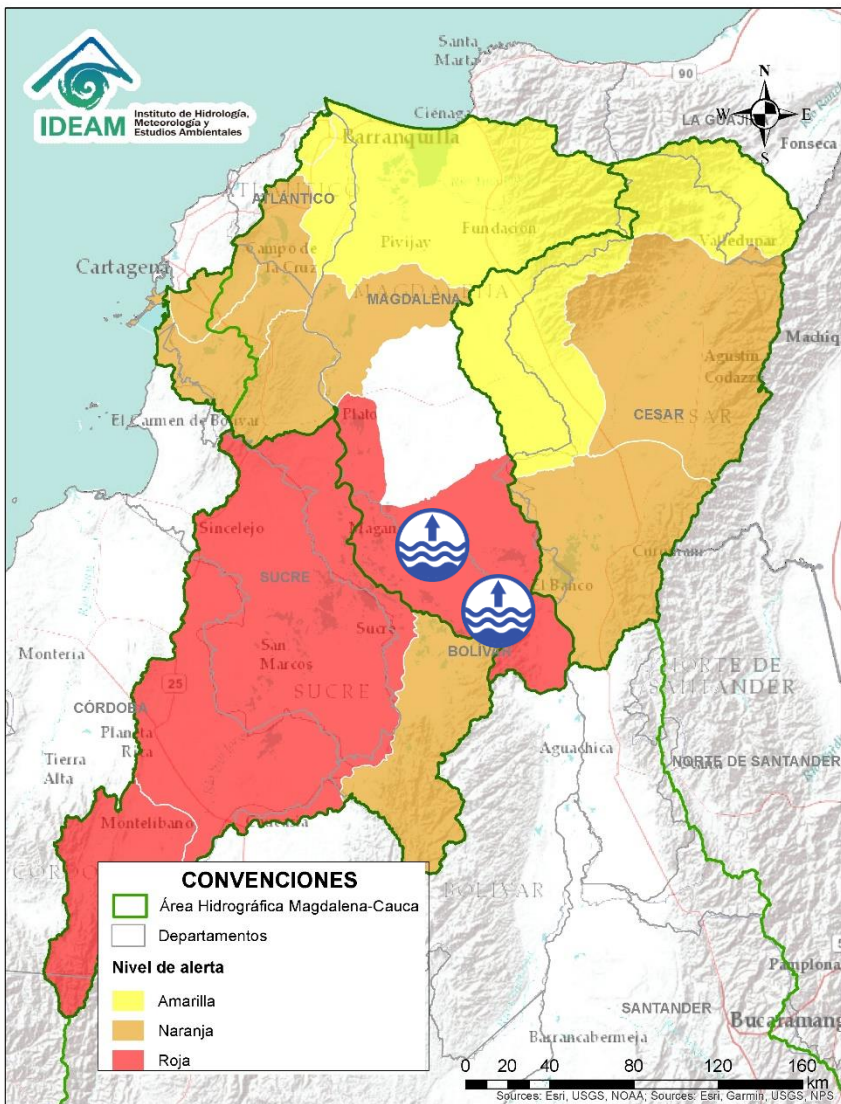 IDEAM
Instituto de Hidrología,
Meteorología y
Estudios Ambientales
Santa
Marta
90
N
W
E
S
LA GUAJIRA
Ciénaga
Fonseca
Barranquilla
ATLÁNTICO
Pivijay
Fundación
Valledupar
Cartagena
Campo de
la Cruz
MAGDALENA
Machiq
Agustín
Codazzi
El Carmen de Bolívar
Plato
CESAR
Sincelejo
Magan
SUCRE
El Banco
Sucre
San
Marcos
BOLÍVAR
Montería
SUCRE
NORTE DE
SANTANDER
25
CÓRDOBA
Planeta
Rica
Tierra
Alta
Aguachica
NORTE DE SANTANDER
Montelibano
BOLÍVAR
CONVENCIONES
Área Hidrográfica Magdalena-Cauca
Departamentos
Nivel de alerta
Amarilla
Naranja
Roja
Pamplona
SANTANDER
Bucaramang
Barrancabermeja
0 20 40 80 120 160
km
Sources: Esri, USGS, NOAA; Sources: Esri, Garmin, USGS, NPS